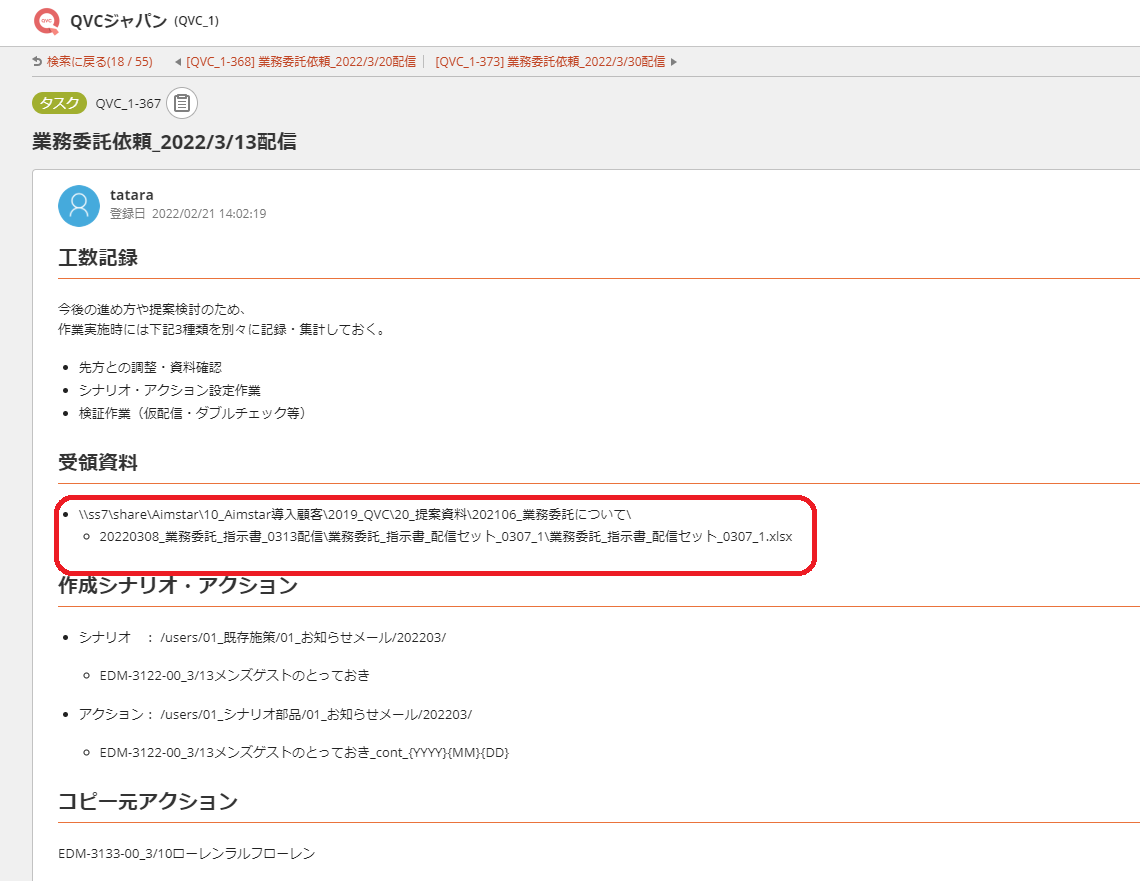 QVC
QVCジャパン (QVC_1)
検索に戻る(18 / 55) [QVC_1-368] 業務委託依頼_2022/3/20配信 [QVC_1-373] 業務委託依頼_2022/3/30配信
タスク QVC_1-367
業務委託依頼_2022/3/13配信
tatara
登録日 2022/02/21 14:02:19
工数記録
今後の進め方や提案検討のため、
作業実施時には下記3種類を別々に記録・集計しておく。
先方との調整・資料確認
シナリオ・アクション設定作業
検証作業（仮配信・ダブルチェック等）
受領資料
\\ss7\share\Aimstar\10_Aimstar導入顧客\2019_QVC\20_提案資料\202106_業務委託について\
20220308_業務委託_指示書_0313配信\業務委託_指示書_配信セット_0307_1\業務委託_指示書_配信セット_0307_1.xlsx
作成シナリオ・アクション
シナリオ ： /users/01_既存施策/01_お知らせメール/202203/
EDM-3122-00_3/13メンズゲストのとっておき
アクション： /users/01_シナリオ部品/01_お知らせメール/202203/
EDM-3122-00_3/13メンズゲストのとっておき_cont_{YYYY}{MM}{DD}
コピー元アクション
EDM-3133-00_3/10ローレンラルフローレン